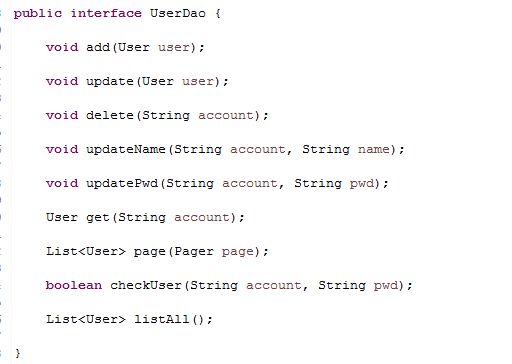 public interface UserDao {
void add(User user);
void update(User user);
void delete(String account);
void updateName(String account, String name);
void updatePwd(String account, String pwd);
User get(String account);
List<User> page(Pager page);
boolean checkUser(String account, String pwd);
List<User> listAll();
}